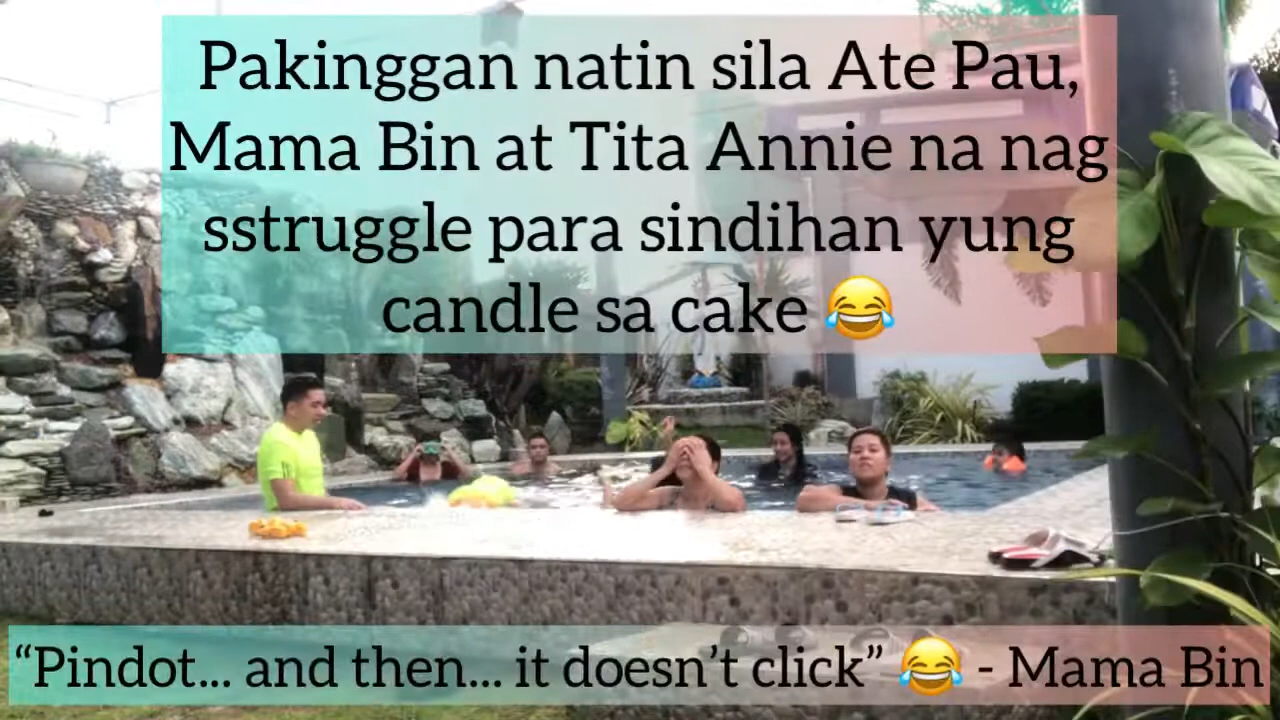 Pakinggan natin sila Ate Pau,
Mama Bin at Tita Annie na nag
sstruggle para sindihan yung
candle sa cake 😂
“Pindot... and then... it doesn’t click” 😂 - Mama Bin